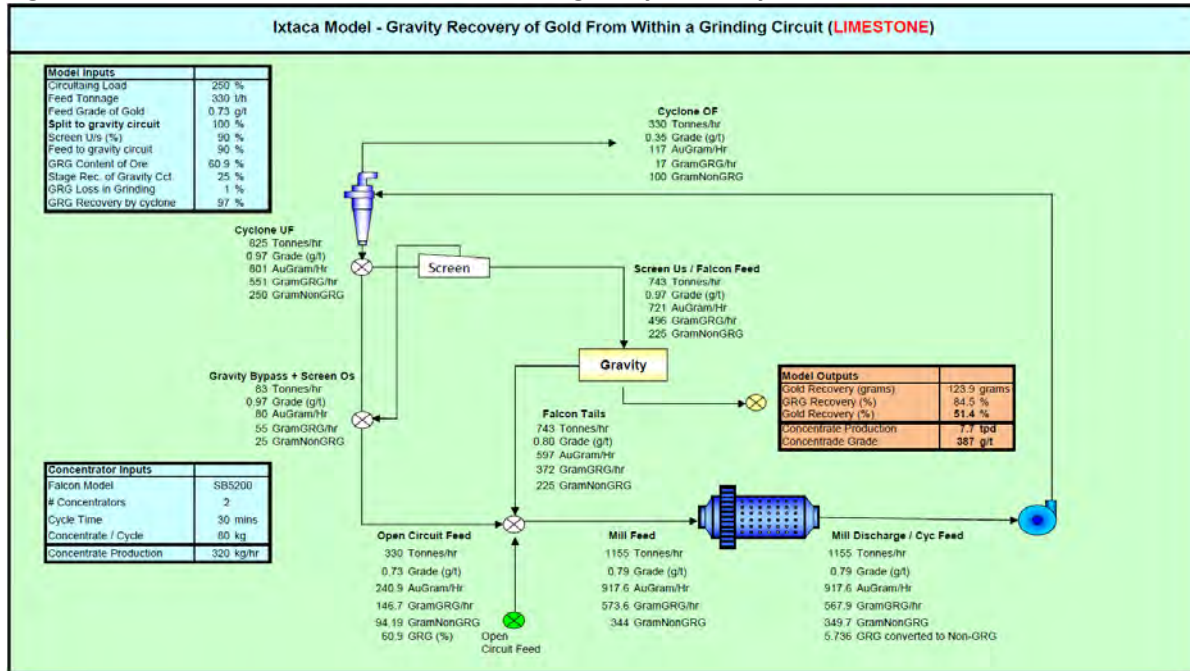 Ixtaca Model - Gravity Recovery of Gold From Within a Grinding Circuit (LIMESTONE)
Model Inputs
Circultaing Load 250 %
Feed Tonnage 330 t/h
Feed Grade of Gold 0.73 g/t
Split to gravity circuit 100 %
Screen U/s (%) 90 %
Feed to gravity circuit 90 %
GRG Content of Ore 60.9 %
Stage Rec. of Gravity Cct. 25 %
GRG Loss in Grinding 1 %
GRG Recovery by cyclone 97 %
Cyclone OF
330 Tonnes/hr
0.35 Grade (g/t)
117 AuGram/Hr
17 GramGRG/hr
100 GramNonGRG
Cyclone UF
825 Tonnes/hr
0.97 Grade (g/t)
801 AuGram/Hr
551 GramGRG/hr
250 GramNonGRG
Screen
Screen Us / Falcon Feed
743 Tonnes/hr
0.97 Grade (g/t)
721 AuGram/Hr
496 GramGRG/hr
225 GramNonGRG
Gravity
Gravity Bypass + Screen Os
83 Tonnes/hr
0.97 Grade (g/t)
80 AuGram/Hr
55 GramGRG/hr
25 GramNonGRG
Model Outputs
Gold Recovery (grams) 123.9 grams
GRG Recovery (%) 84.5 %
Gold Recovery (%) 51.4 %
Concentrate Production 7.7 tpd
Concentrade Grade 387 g/t
Falcon Tails
743 Tonnes/hr
0.80 Grade (g/t)
597 AuGram/Hr
372 GramGRG/hr
225 GramNonGRG
Concentrator Inputs
Falcon Model SB5200
# Concentrators 2
Cycle Time 30 mins
Concentrate / Cycle 80 kg
Concentrate Production 320 kg/hr
Open Circuit Feed
330 Tonnes/hr
0.73 Grade (g/t)
240.9 AuGram/Hr
146.7 GramGRG/hr
94.19 GramNonGRG
60.9 GRG (%)
Open
Circuit Feed
Mill Feed
1155 Tonnes/hr
0.79 Grade (g/t)
917.6 AuGram/Hr
573.6 GramGRG/hr
344 GramNonGRG
Mill Discharge / Cyc Feed
1155 Tonnes/hr
0.79 Grade (g/t)
917.6 AuGram/Hr
567.9 GramGRG/hr
349.7 GramNonGRG
5.736 GRG converted to Non-GRG